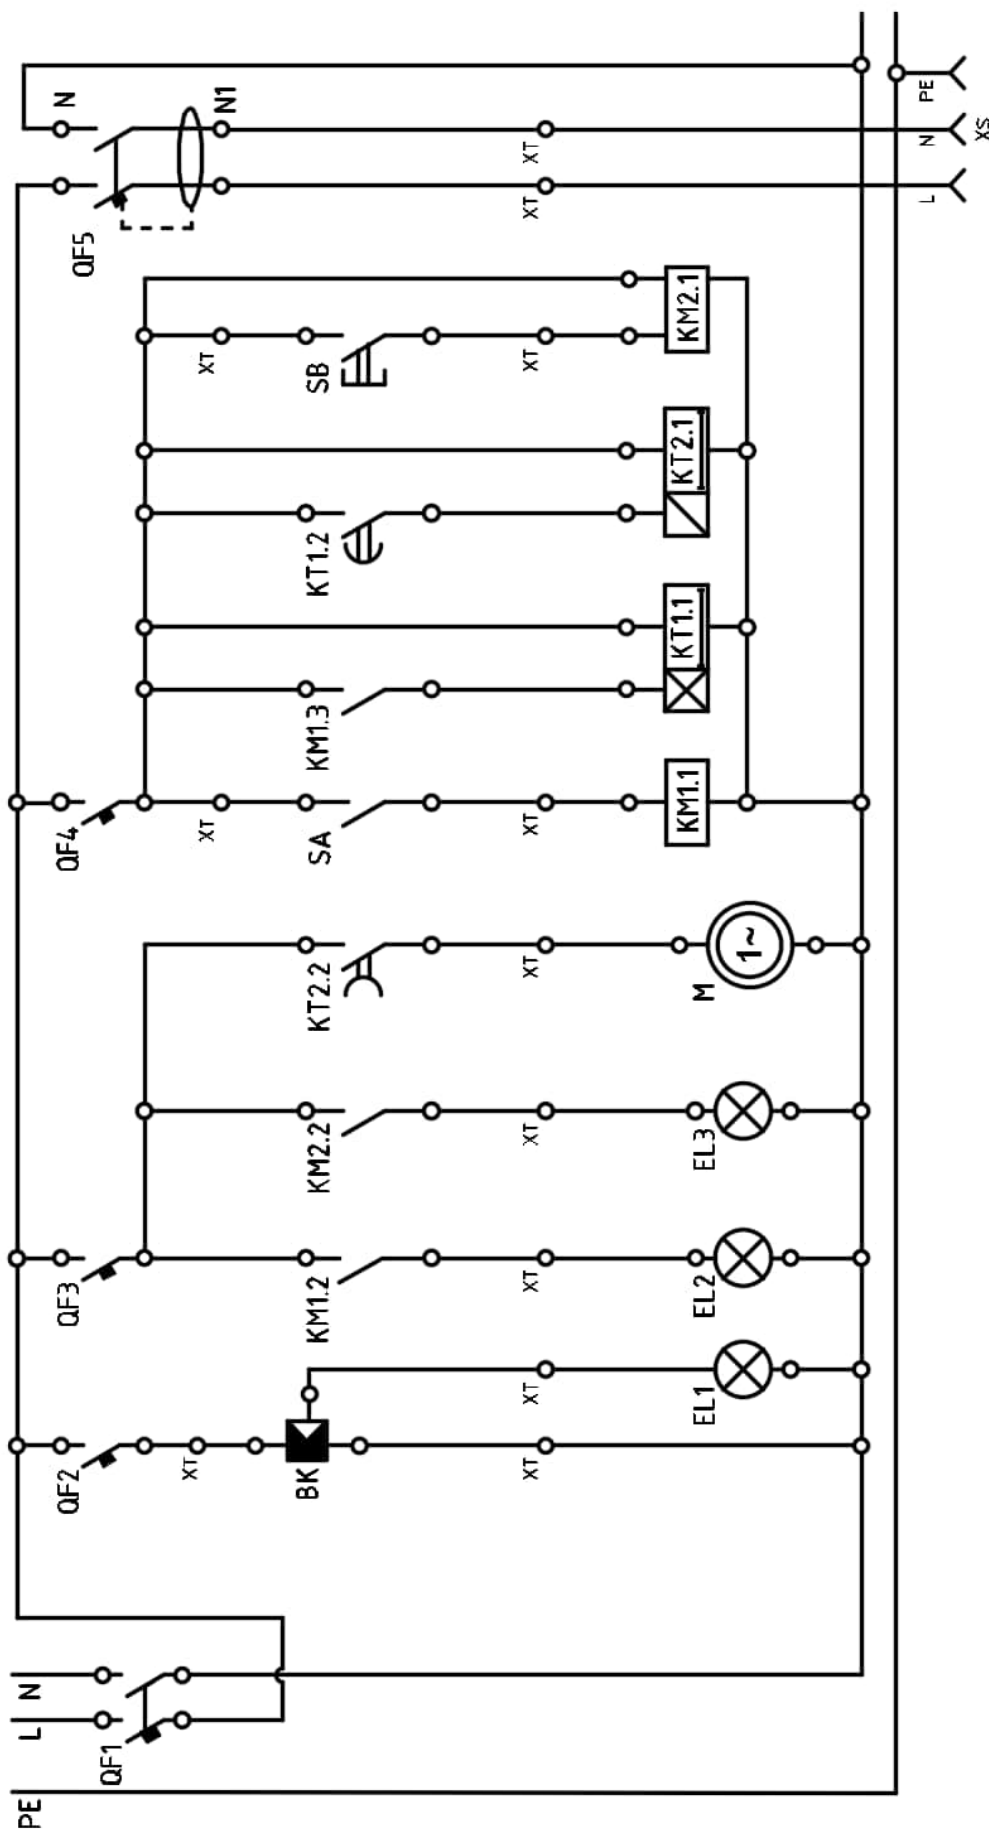 PE
L
N
QF1
QF2
XT
BK
XT
XT
EL1
QF3
KM1.2
XT
EL2
KM2.2
XT
EL3
KT2.2
XT
M
1~
QF4
XT
SA
XT
KM1.1
KM1.3
KT1.1
KT1.2
KT2.1
XT
SB
XT
KM2.1
QF5
N
N1
XT
XT
L
N
PE
XS